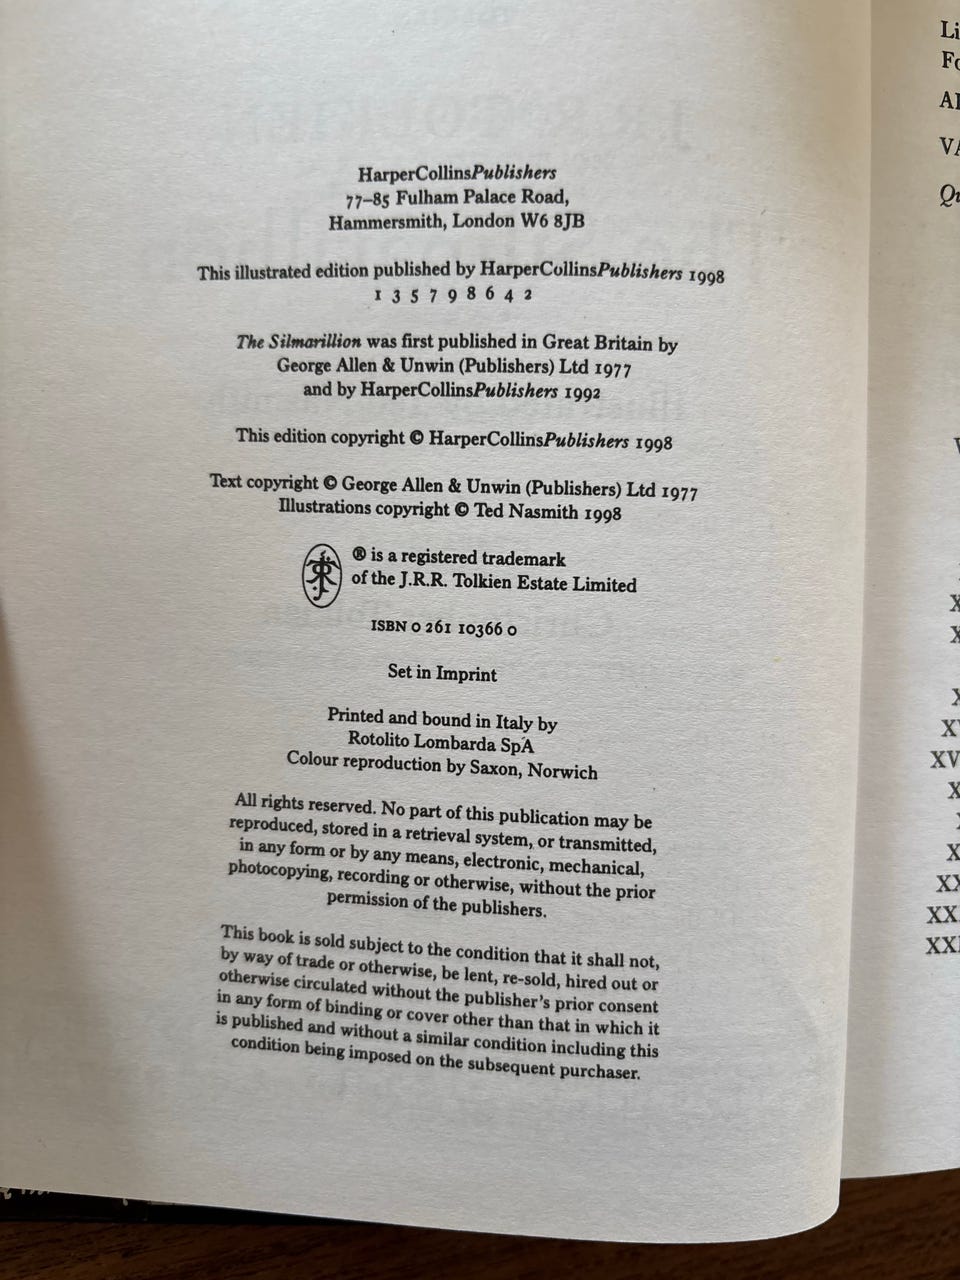 HarperCollinsPublishers
77–85 Fulham Palace Road,
Hammersmith, London W6 8JB
This illustrated edition published by HarperCollinsPublishers 1998
1 3 5 7 9 8 6 4 2
The Silmarillion was first published in Great Britain by
George Allen & Unwin (Publishers) Ltd 1977
and by HarperCollinsPublishers 1992
This edition copyright © HarperCollinsPublishers 1998
Text copyright © George Allen & Unwin (Publishers) Ltd 1977
Illustrations copyright © Ted Nasmith 1998
® is a registered trademark
of the J.R.R. Tolkien Estate Limited
ISBN 0 261 10366 0
Set in Imprint
Printed and bound in Italy by
Rotolito Lombarda SpA
Colour reproduction by Saxon, Norwich
All rights reserved. No part of this publication may be
reproduced, stored in a retrieval system, or transmitted,
in any form or by any means, electronic, mechanical,
photocopying, recording or otherwise, without the prior
permission of the publishers.
This book is sold subject to the condition that it shall not,
by way of trade or otherwise, be lent, re-sold, hired out or
otherwise circulated without the publisher's prior consent
in any form of binding or cover other than that in which it
is published and without a similar condition including this
condition being imposed on the subsequent purchaser.